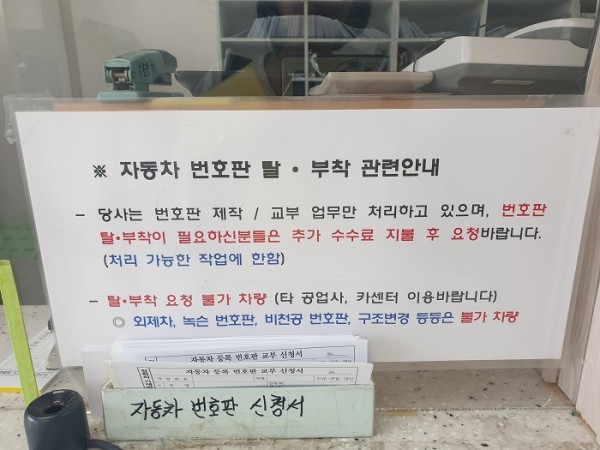 ※ 자동차 번호판 탈 · 부착 관련안내
- 당사는 번호판 제작 / 교부 업무만 처리하고 있으며, 번호판
탈·부착이 필요하신분들은 추가 수수료 지불 후 요청바랍니다.
(처리 가능한 작업에 한함)
- 탈·부착 요청 불가 차량 (타 공업사, 카센터 이용바랍니다)
◎ 외제차, 녹슨 번호판, 비천공 번호판, 구조변경 등등은 불가 차량
자동차 등록 번호판 교부 신청서
자동차 등록 번호판 교부 신청서
자동차 번호판 신청서